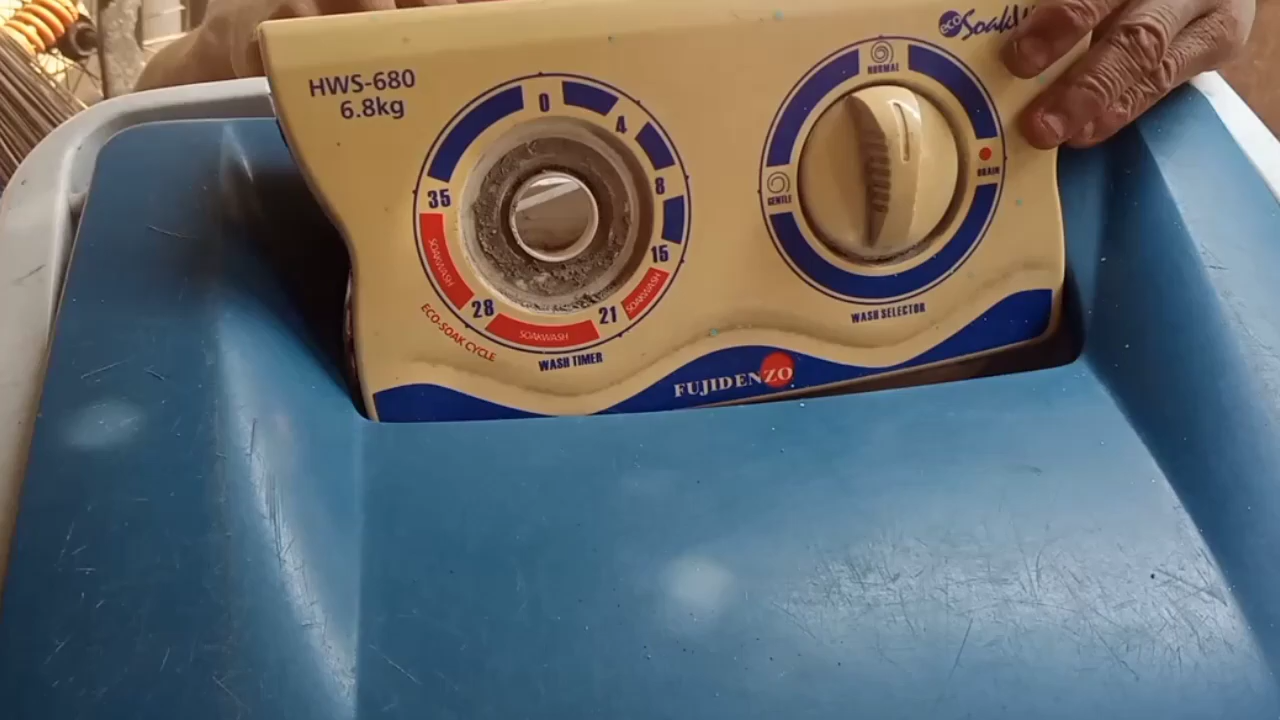 HWS-680
6.8kg
eco
0
4
8
15
21
28
35
SOAKWASH
SOAKWASH
SOAKWASH
ECO-SOAK CYCLE
WASH TIMER
NORMAL
GENTLE
DRAIN
WASH SELECTOR
FUJIDENZO